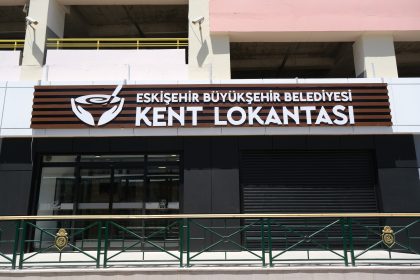 ESKİŞEHİR BÜYÜKŞEHİR BELEDİYESİ
KENT LOKANTASI